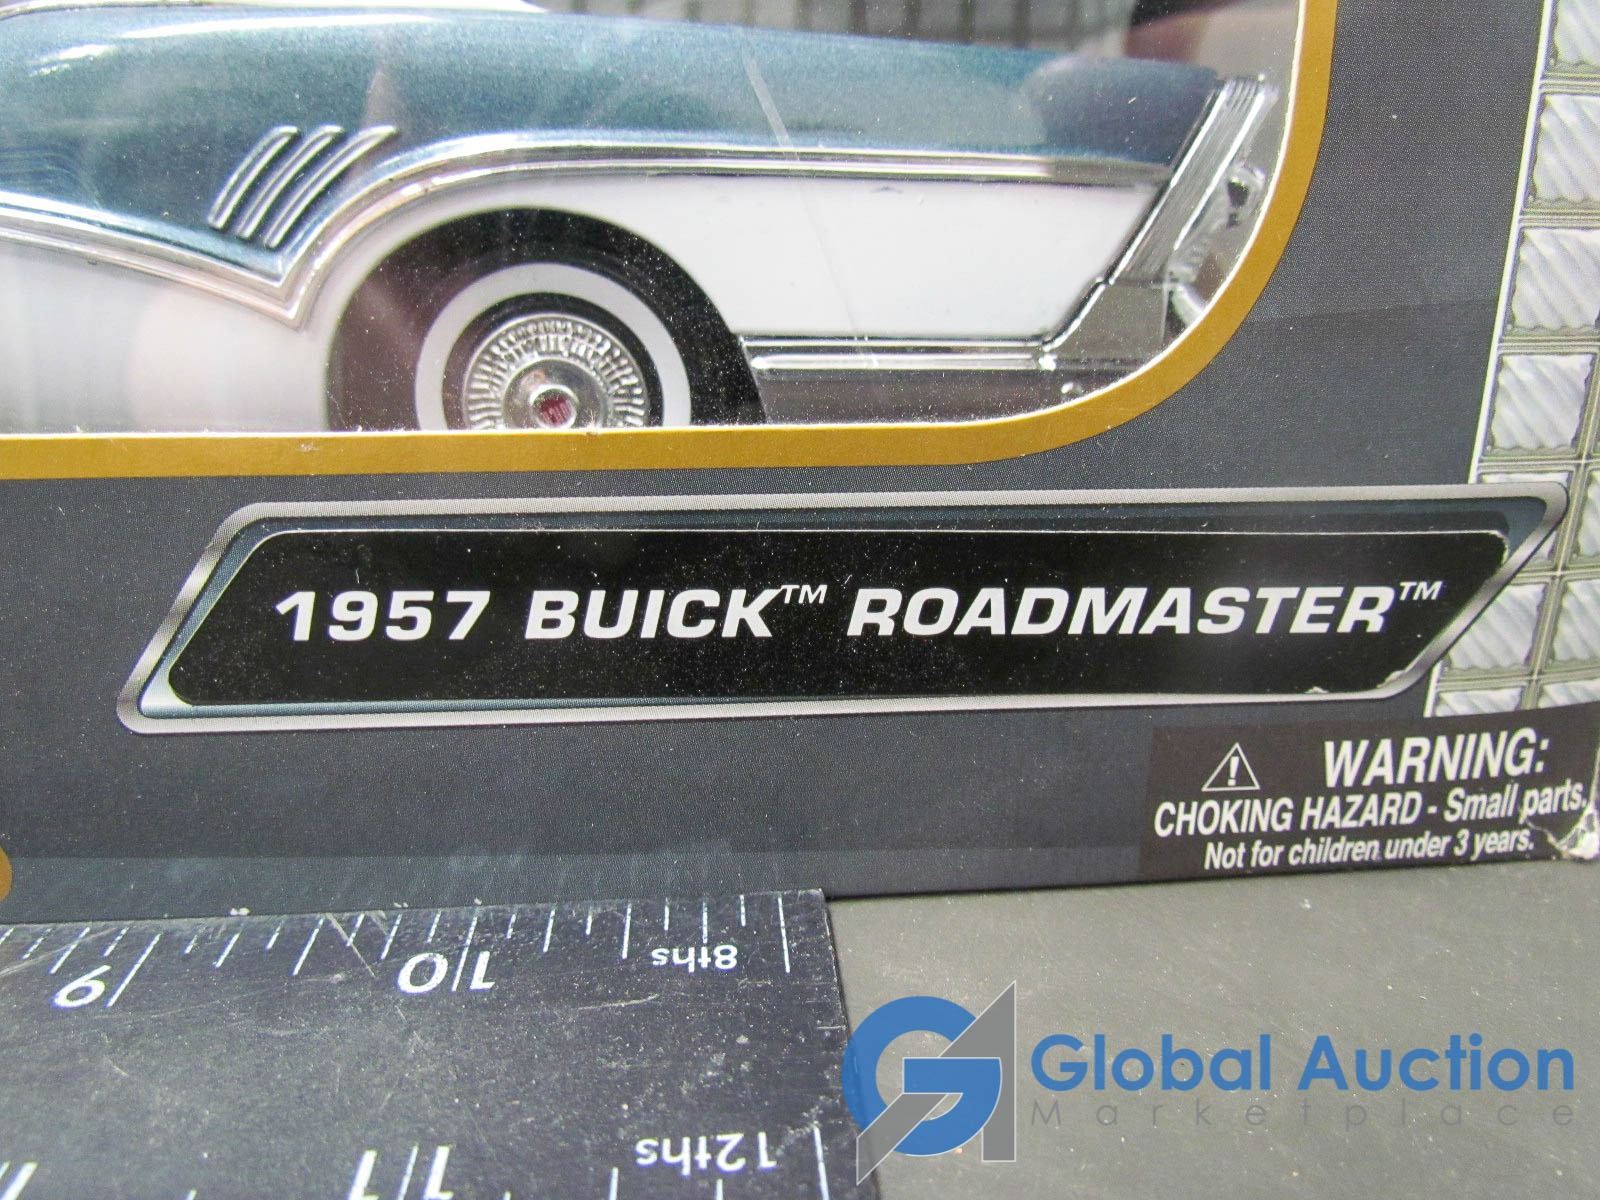 1957 BUICK™ ROADMASTER™
WARNING:
CHOKING HAZARD - Small parts.
Not for children under 3 years.
9/ 10/ 8ths
11/ 12ths
Global Auction
Marketplace